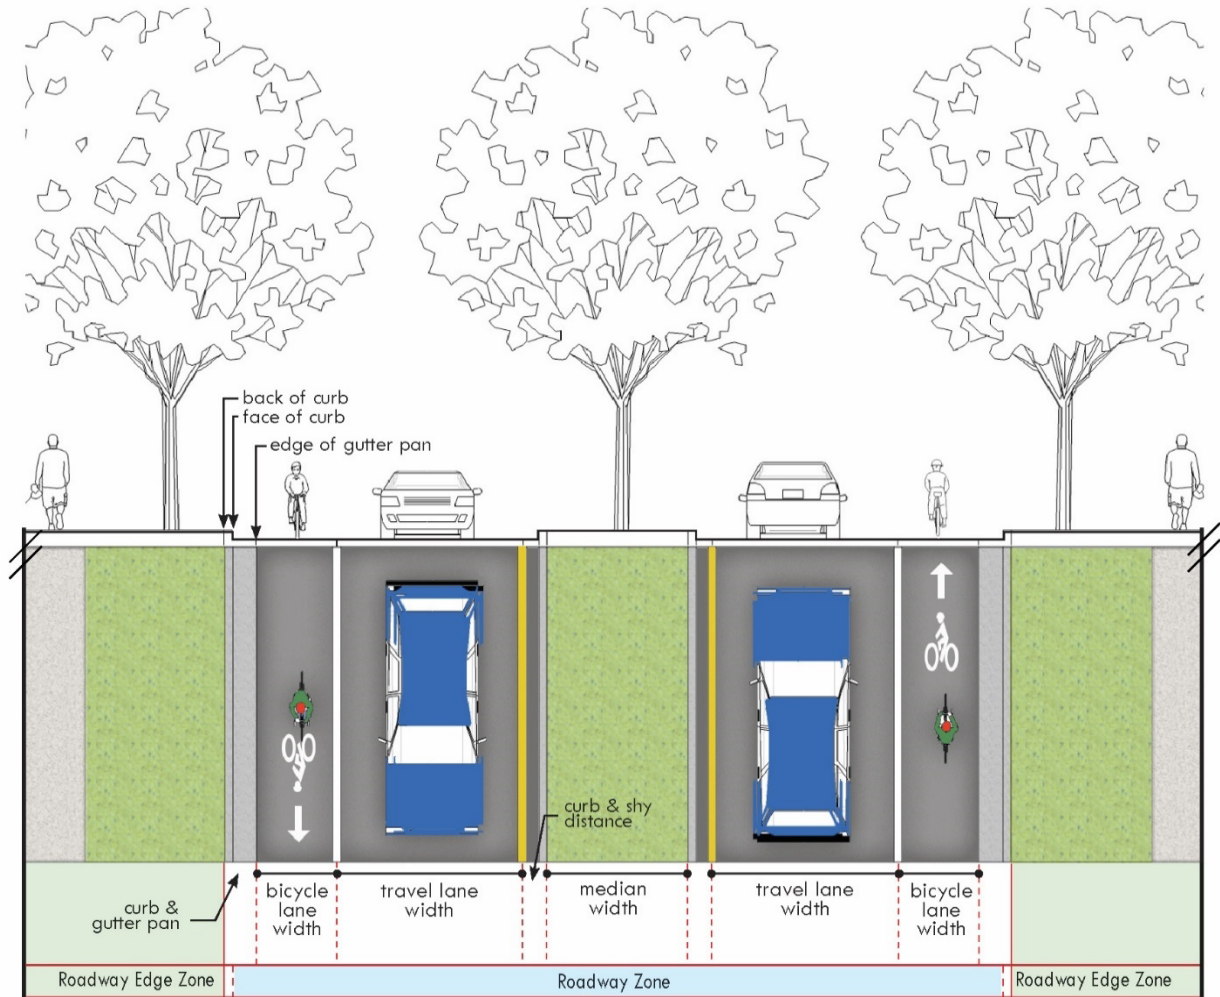 back of curb
face of curb
edge of gutter pan
curb & shy
distance
curb &
gutter pan
bicycle
lane
width
travel lane
width
median
width
travel lane
width
bicycle
lane
width
Roadway Edge Zone
Roadway Zone
Roadway Edge Zone